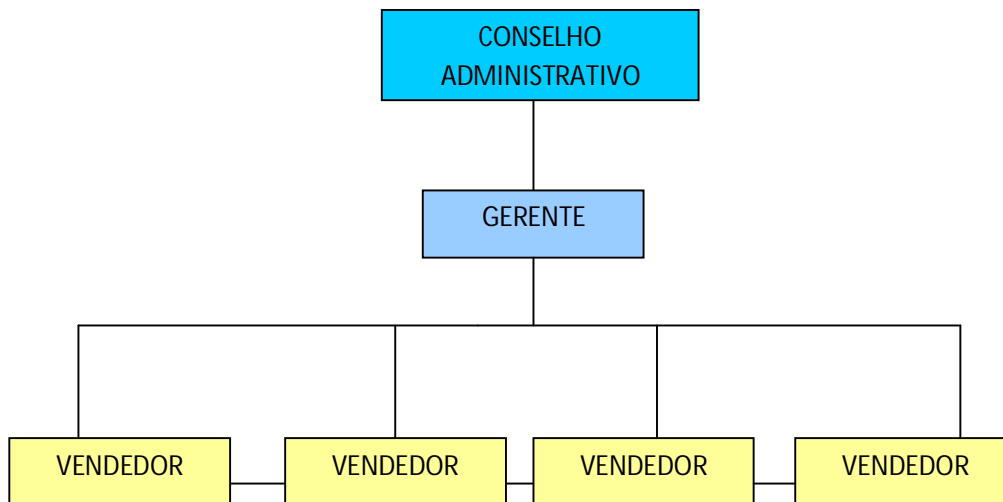 CONSELHO
ADMINISTRATIVO
GERENTE
VENDEDOR
VENDEDOR
VENDEDOR
VENDEDOR